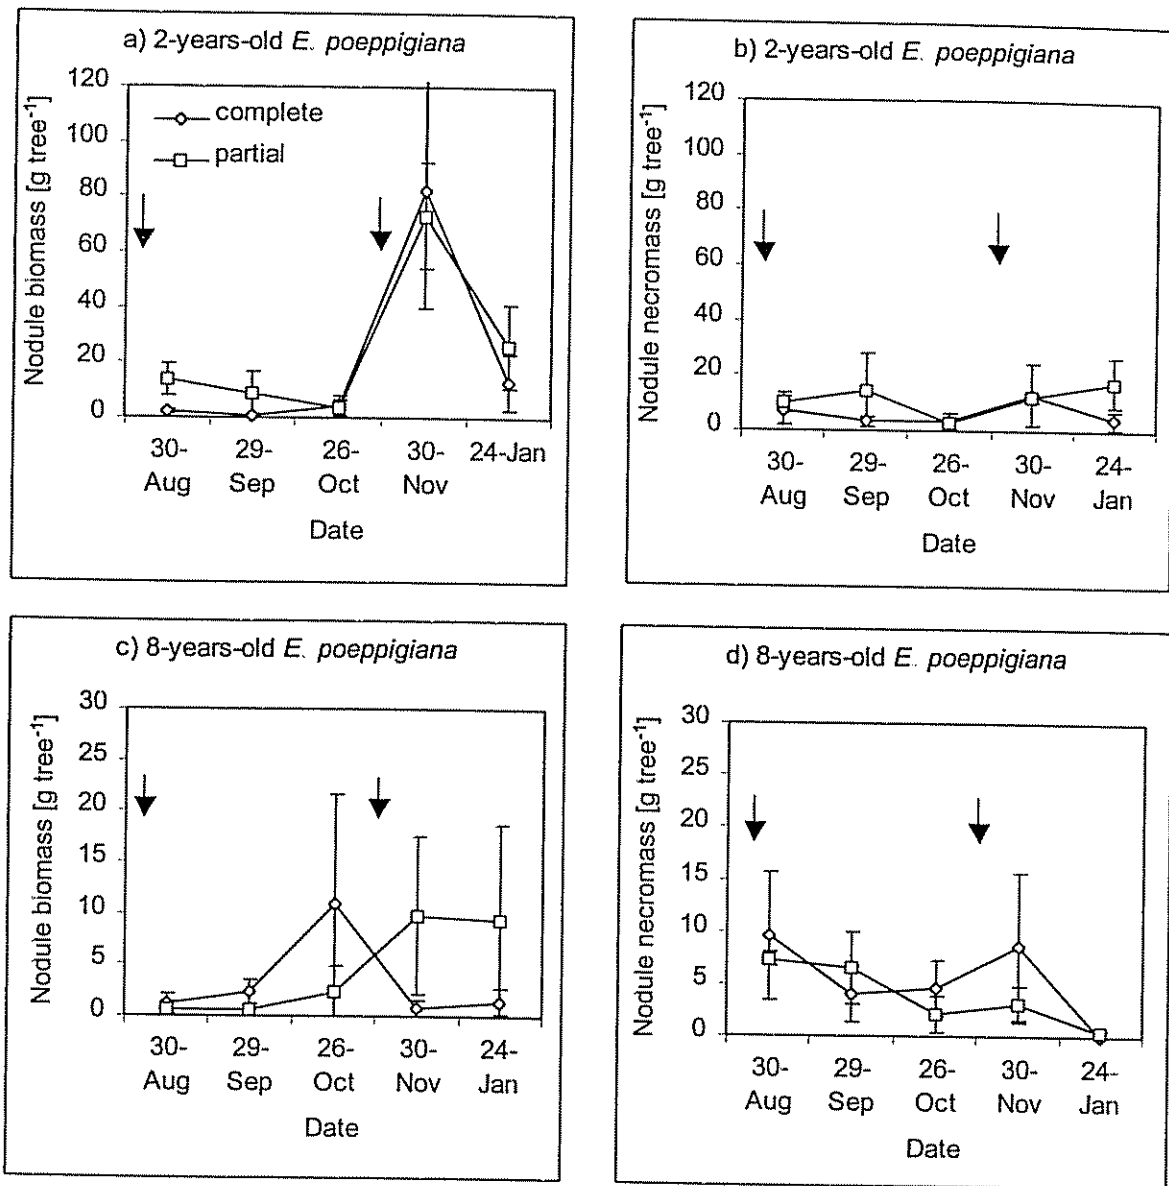 a) 2-years-old E. poeppigiana
Nodule biomass [g tree-1]
120
100
80
60
40
20
0
complete
partial
30-
Aug
29-
Sep
26-
Oct
30-
Nov
24-Jan
Date
b) 2-years-old E. poeppigiana
Nodule necromass [g tree-1]
120
100
80
60
40
20
0
30-
Aug
29-
Sep
26-
Oct
30-
Nov
24-
Jan
Date
c) 8-years-old E. poeppigiana
Nodule biomass [g tree-1]
30
25
20
15
10
5
0
30-
Aug
29-
Sep
26-
Oct
30-
Nov
24-
Jan
Date
d) 8-years-old E. poeppigiana
Nodule necromass [g tree-1]
30
25
20
15
10
5
0
30-
Aug
29-
Sep
26-
Oct
30-
Nov
24-
Jan
Date